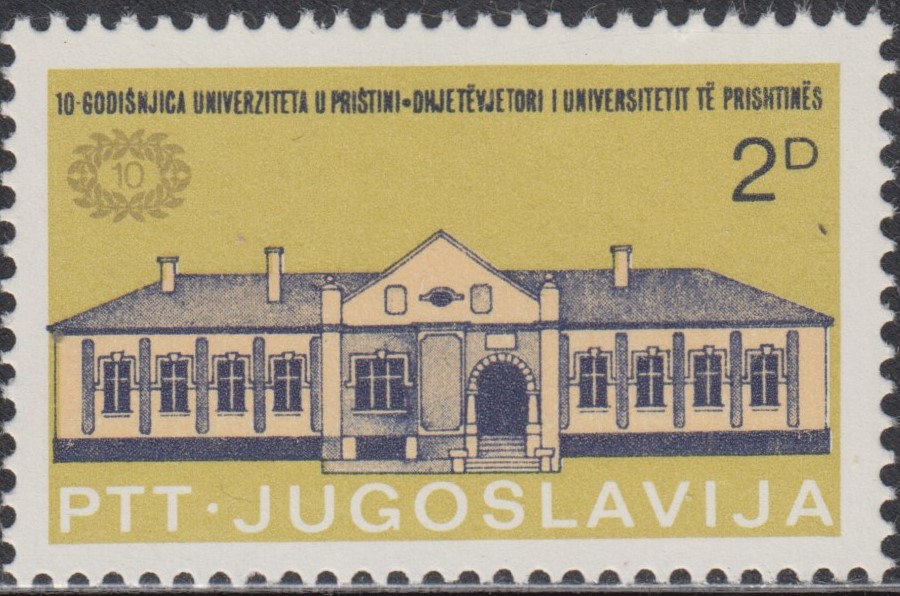 10-GODIŠNJICA UNIVERZITETA U PRIŠTINI•DHJETËVJETORI I UNIVERSITETIT TË PRISHTINËS
10
2D
PTT·JUGOSLAVIJA